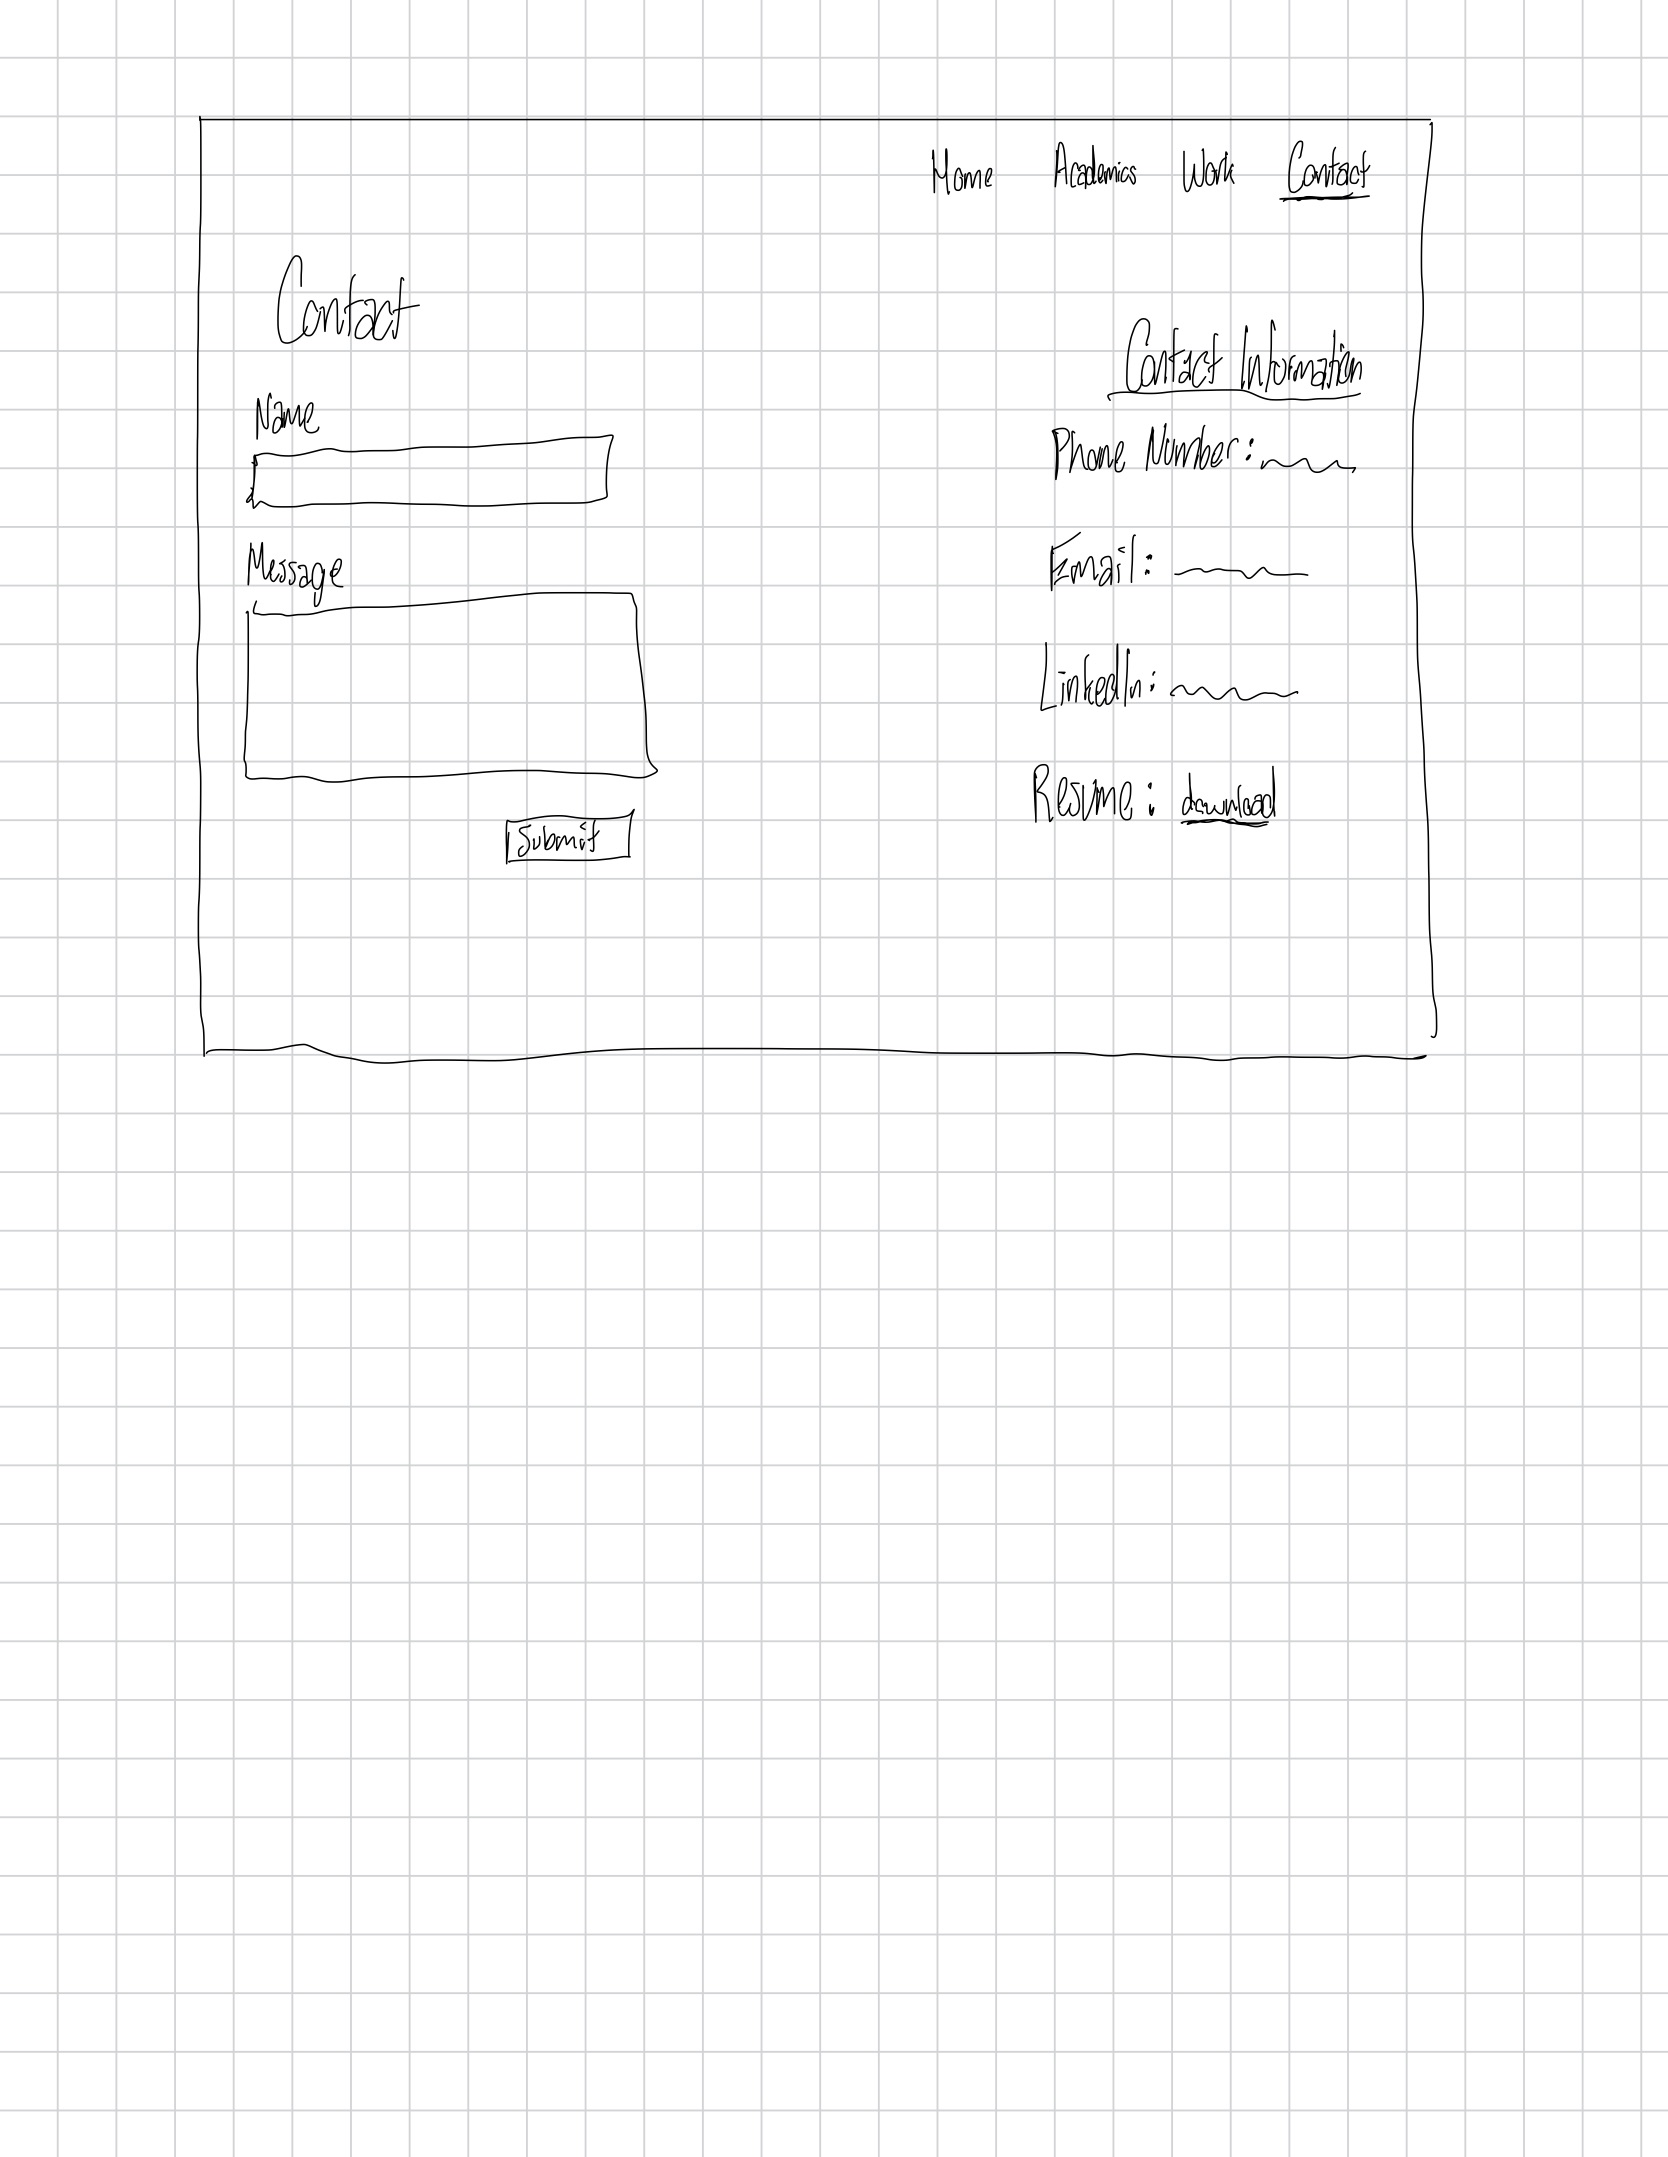 Home Academics Work Contact
Contact
Name
Message
Submit
Contact Information
Phone Number:
Email:
LinkedIn:
Resume: download